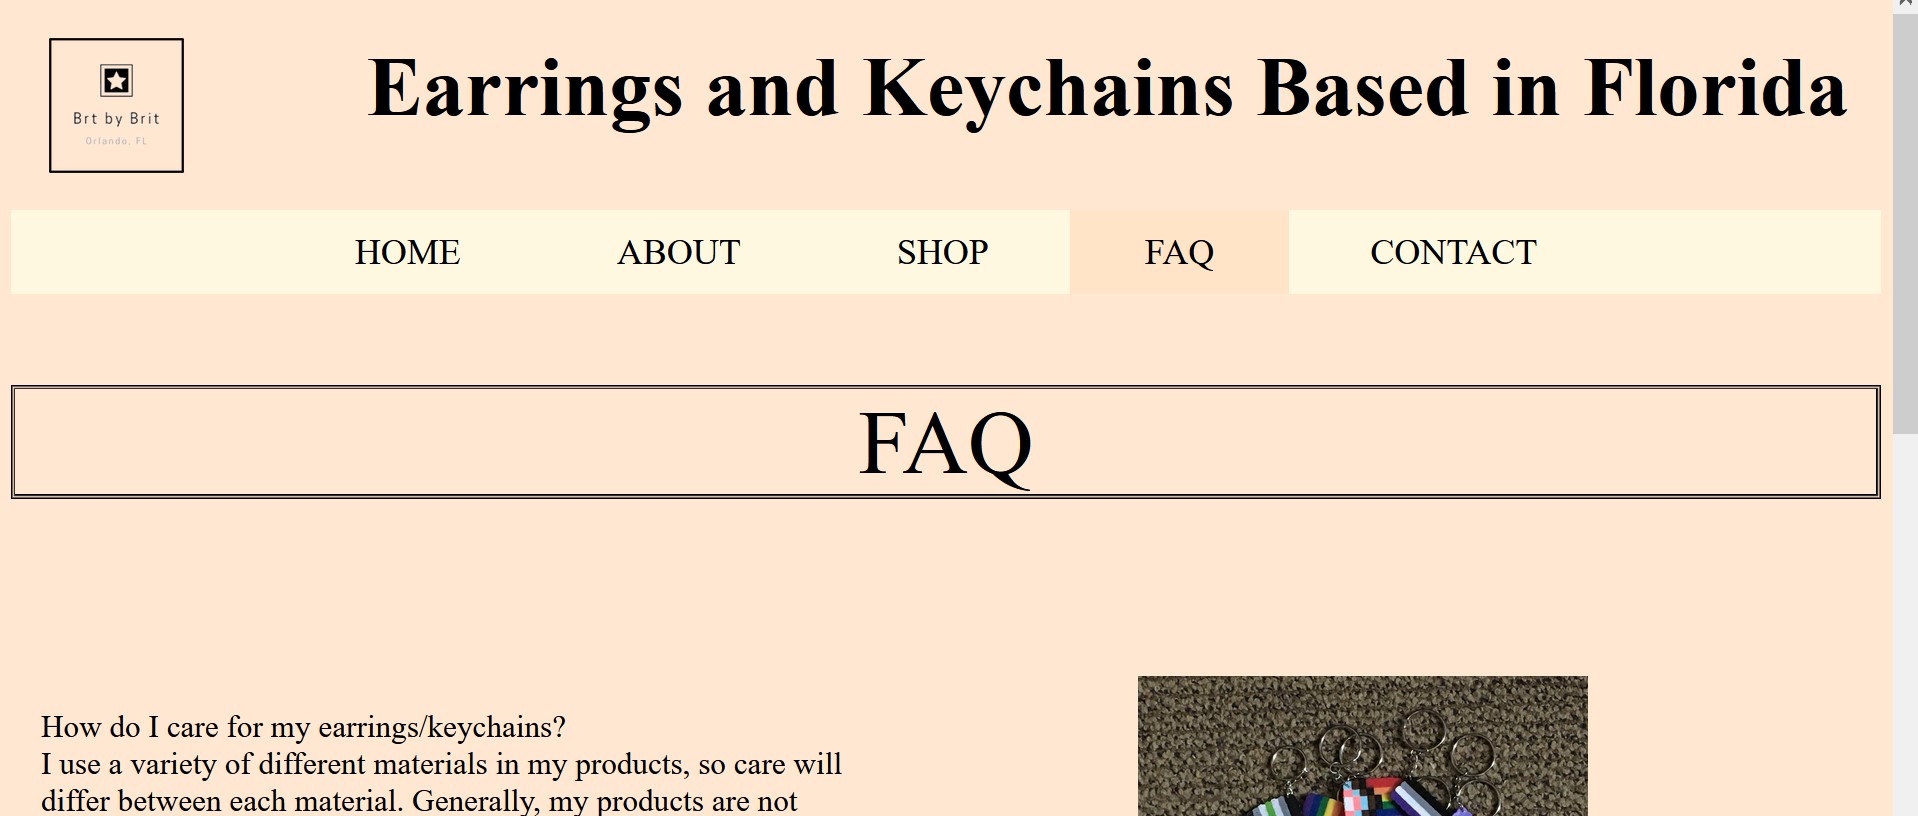 Brt by Brit
Orlando, FL
Earrings and Keychains Based in Florida
HOME ABOUT SHOP FAQ CONTACT
FAQ
How do I care for my earrings/keychains?
I use a variety of different materials in my products, so care will
differ between each material. Generally, my products are not